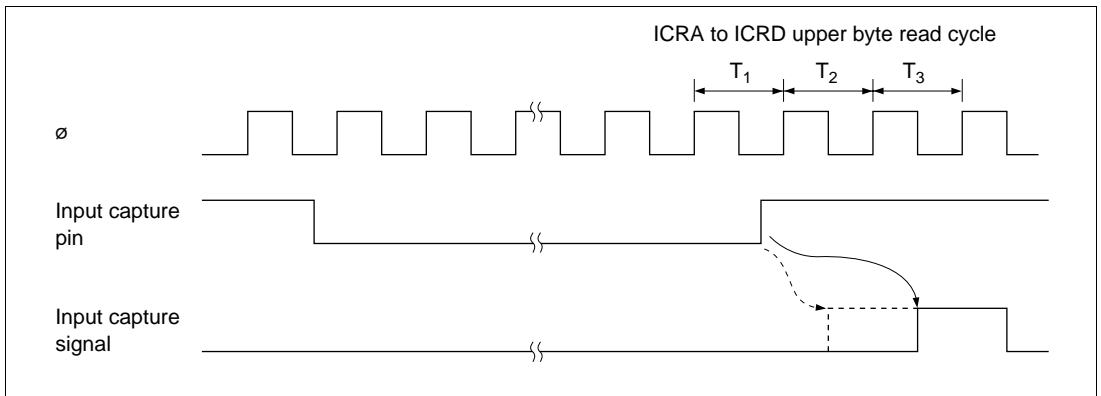 ICRA to ICRD upper byte read cycle
T1 T2 T3
ø
Input capture
pin
Input capture
signal